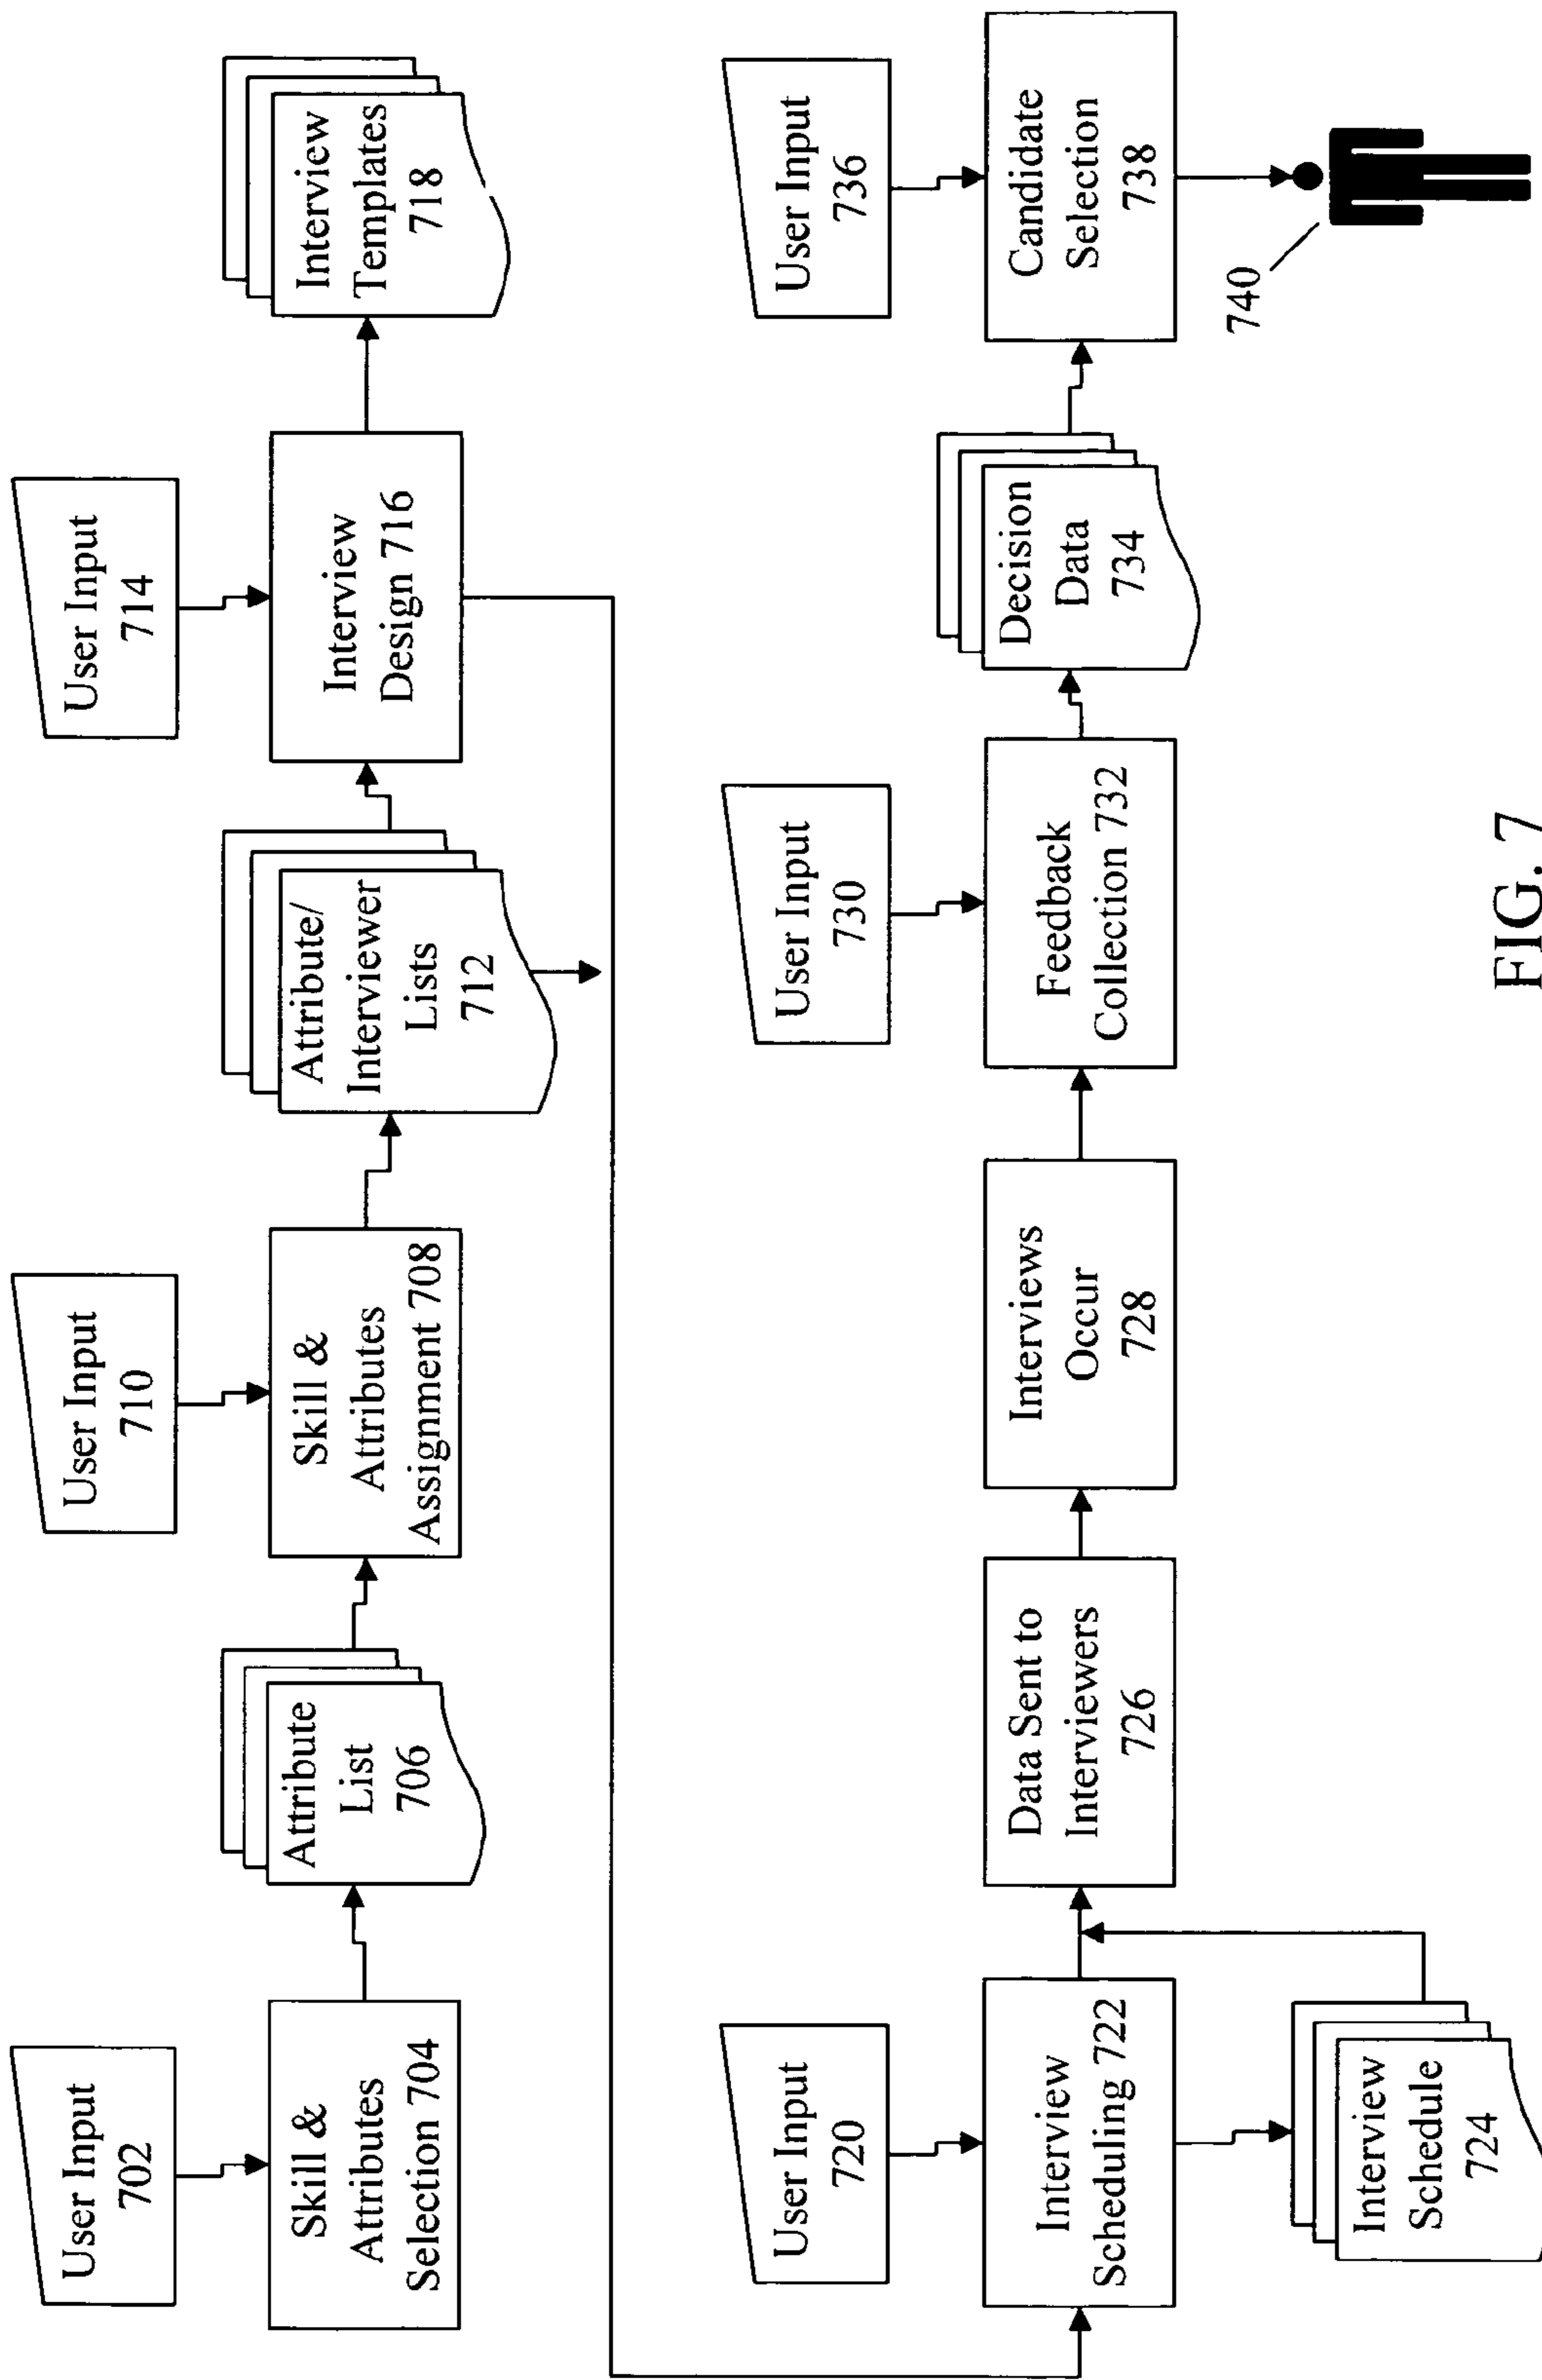 User Input
702
Skill &
Attributes
Selection 704
Attribute
List
706
User Input
710
Skill &
Attributes
Assignment 708
Attribute/
Interviewer
Lists
712
User Input
714
Interview
Design 716
Interview
Templates
718
User Input
720
Interview
Scheduling 722
Interview
Schedule
724
Data Sent to
Interviewers
726
Interviews
Occur
728
User Input
730
Feedback
Collection 732
Decision
Data
734
User Input
736
Candidate
Selection
738
740
FIG. 7